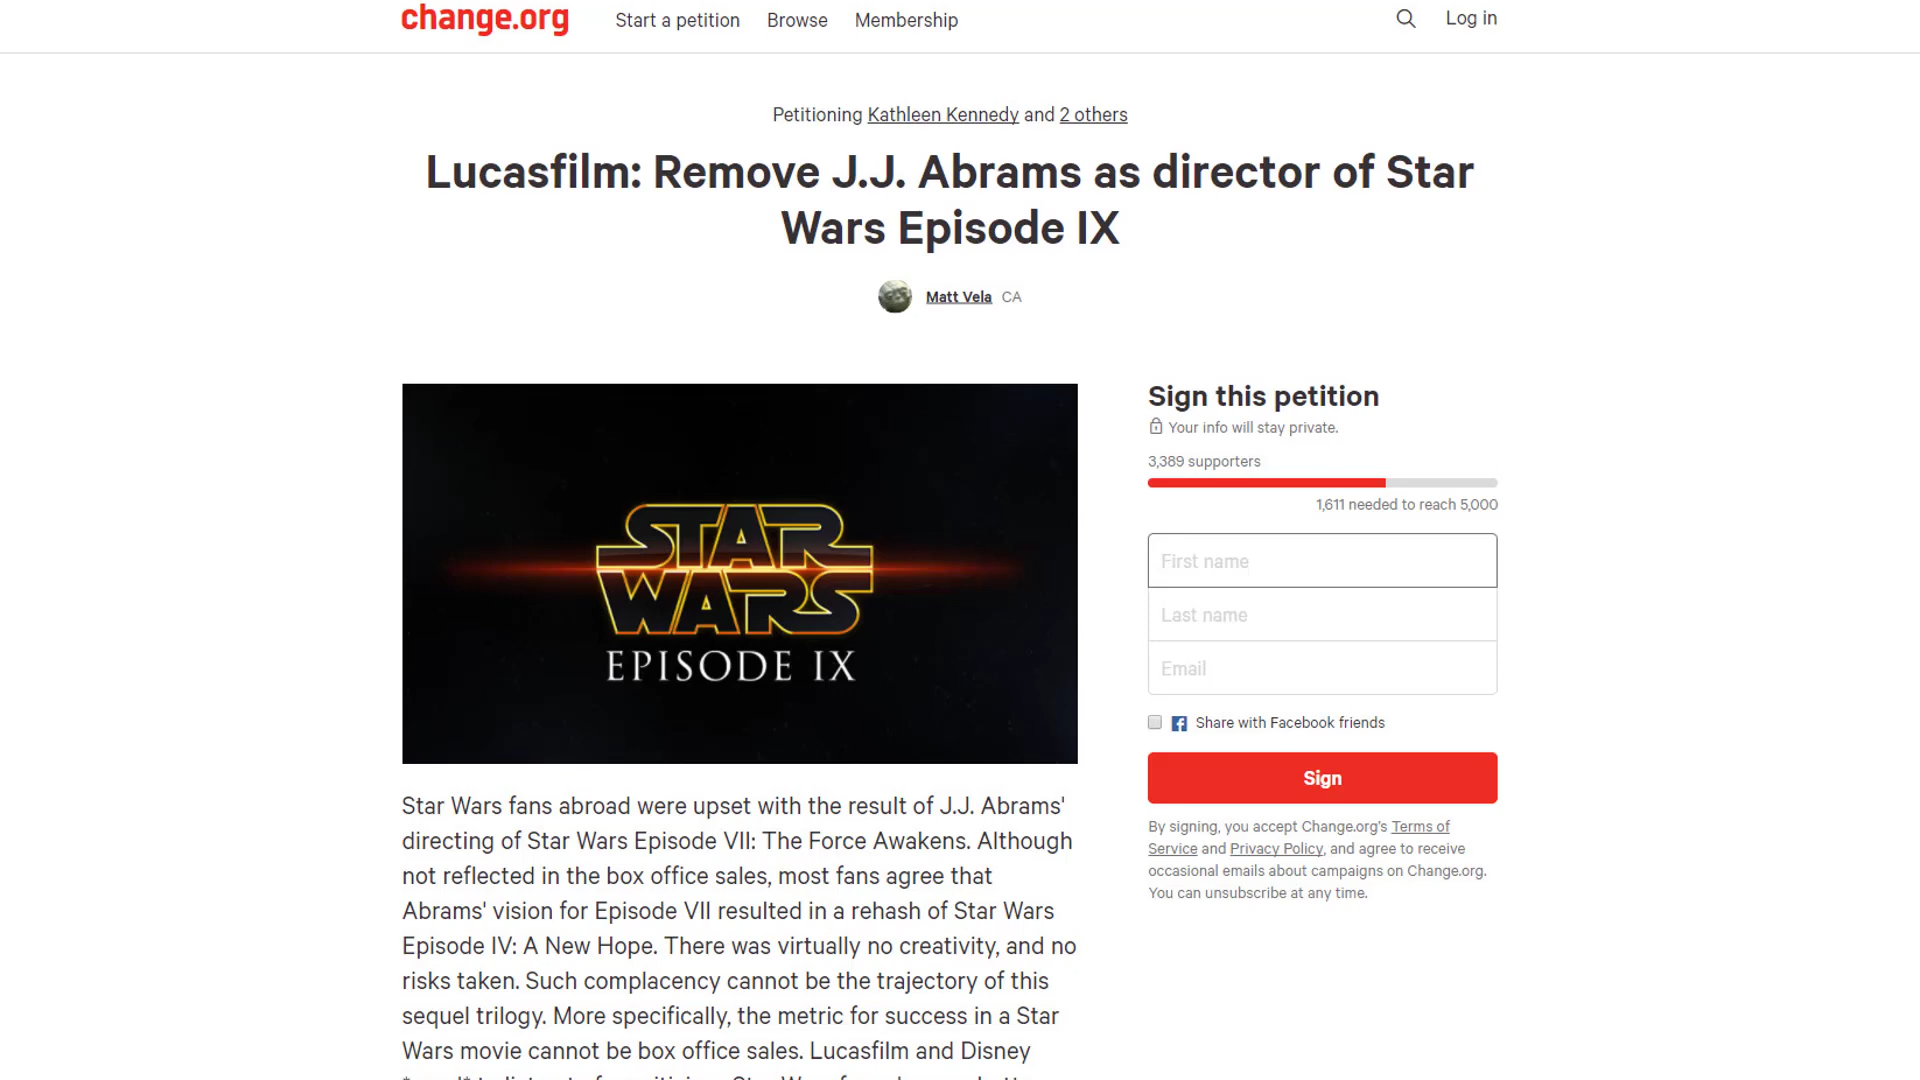 change.org
Start a petition
Browse
Membership
Log in
Petitioning Kathleen Kennedy and 2 others
Lucasfilm: Remove J.J. Abrams as director of Star
Wars Episode IX
Matt Vela CA
STAR
WARS
EPISODE IX
Star Wars fans abroad were upset with the result of J.J. Abrams'
directing of Star Wars Episode VII: The Force Awakens. Although
not reflected in the box office sales, most fans agree that
Abrams' vision for Episode VII resulted in a rehash of Star Wars
Episode IV: A New Hope. There was virtually no creativity, and no
risks taken. Such complacency cannot be the trajectory of this
sequel trilogy. More specifically, the metric for success in a Star
Wars movie cannot be box office sales. Lucasfilm and Disney
Sign this petition
Your info will stay private.
3,389 supporters
1,611 needed to reach 5,000
First name
Last name
Email
Share with Facebook friends
Sign
By signing, you accept Change.org's Terms of
Service and Privacy Policy, and agree to receive
occasional emails about campaigns on Change.org.
You can unsubscribe at any time.